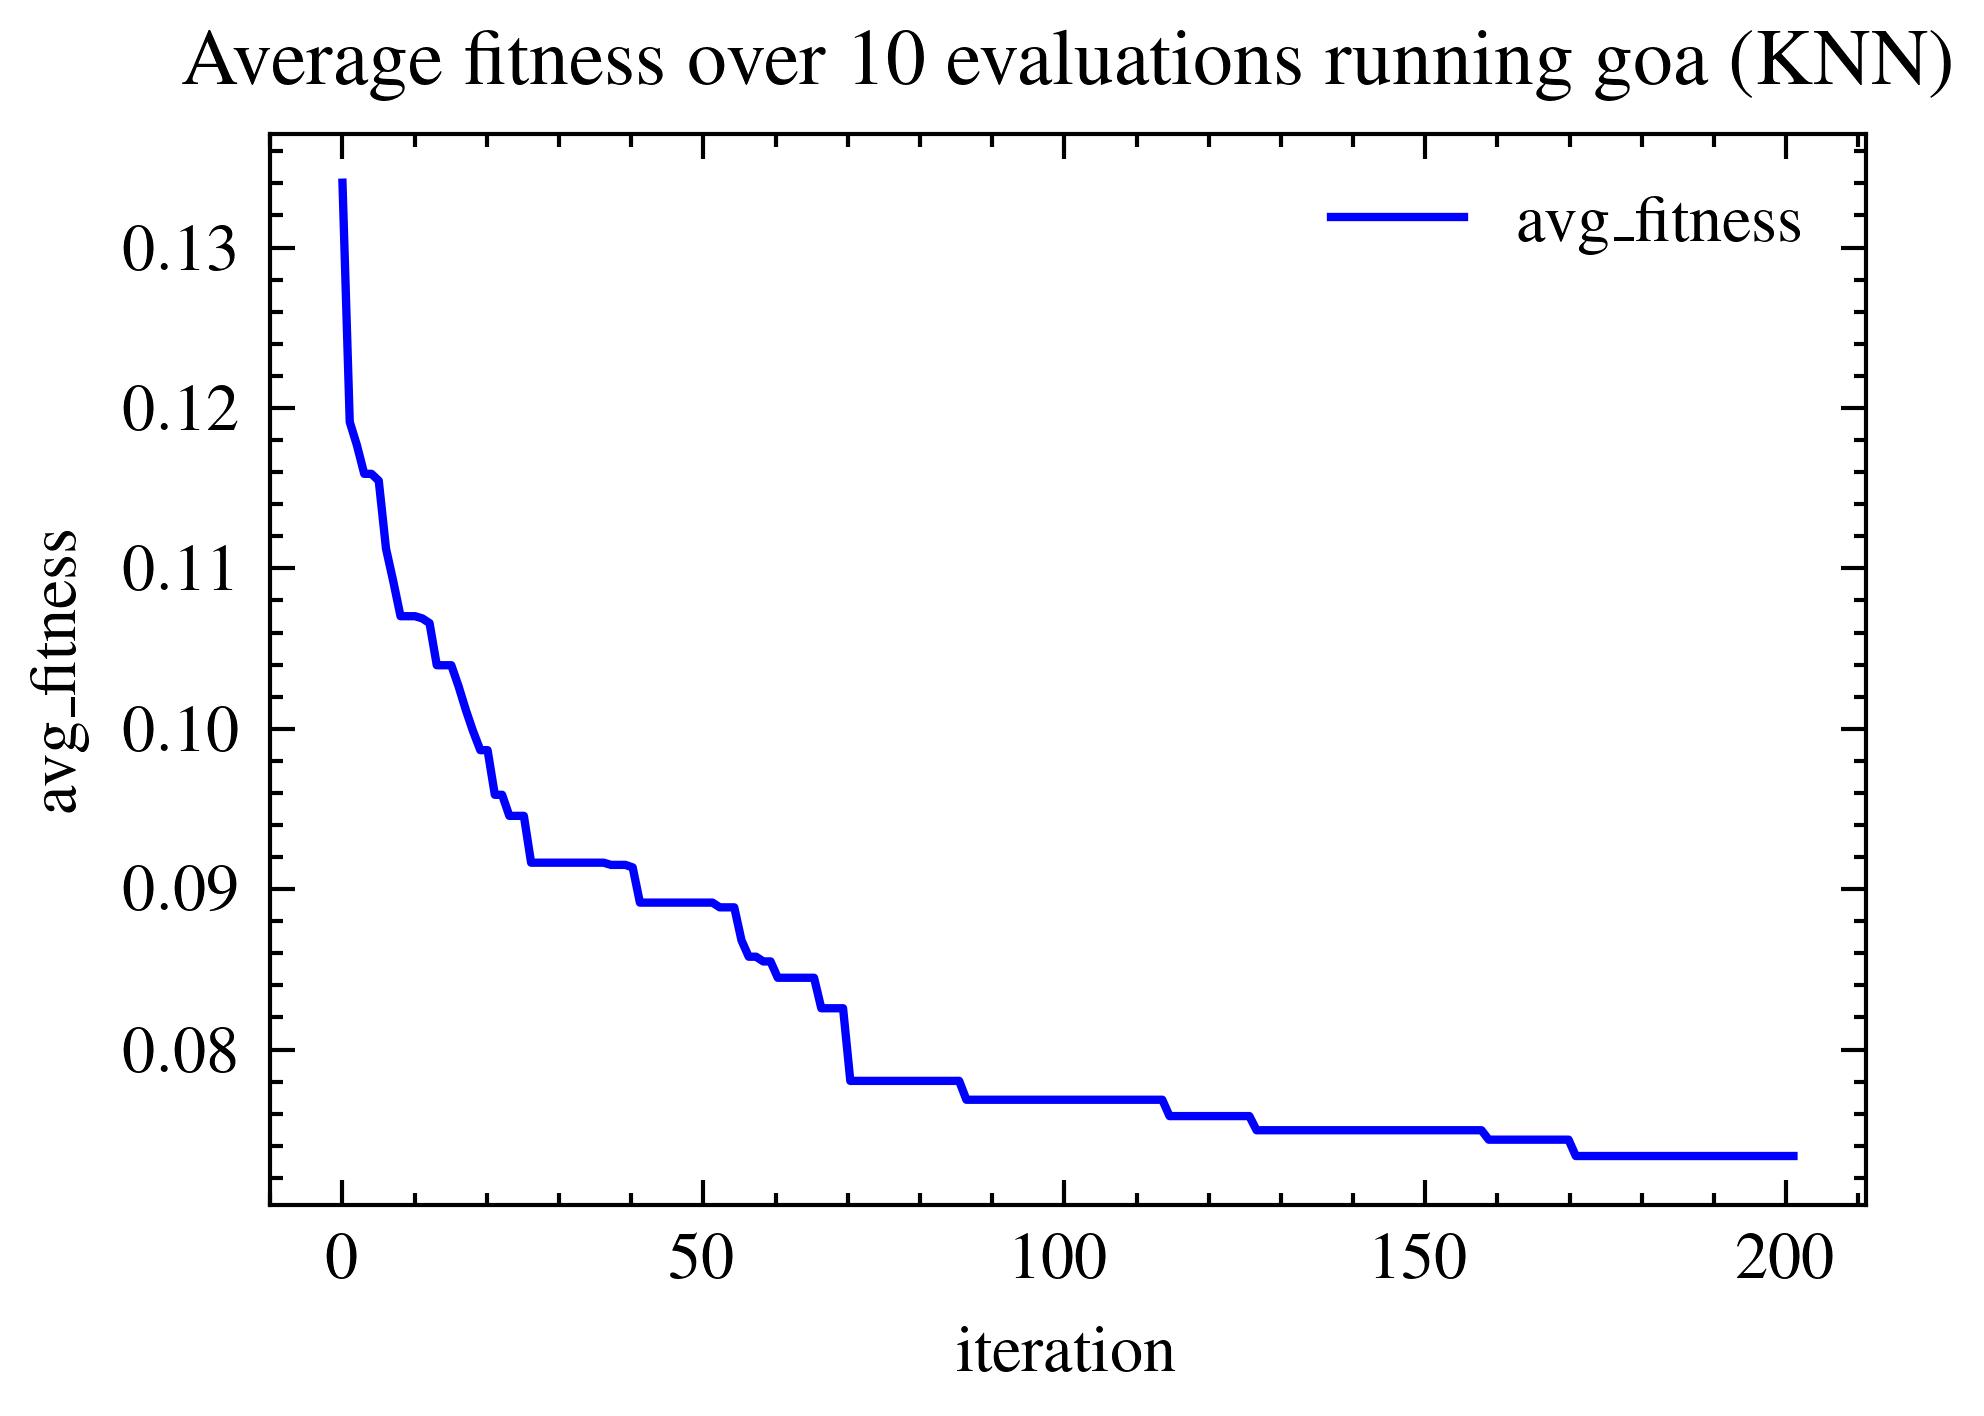 Average fitness over 10 evaluations running goa (KNN)
avg_fitness
0.13
0.12
0.11
0.10
0.09
0.08
avg_fitness
0 50 100 150 200
iteration